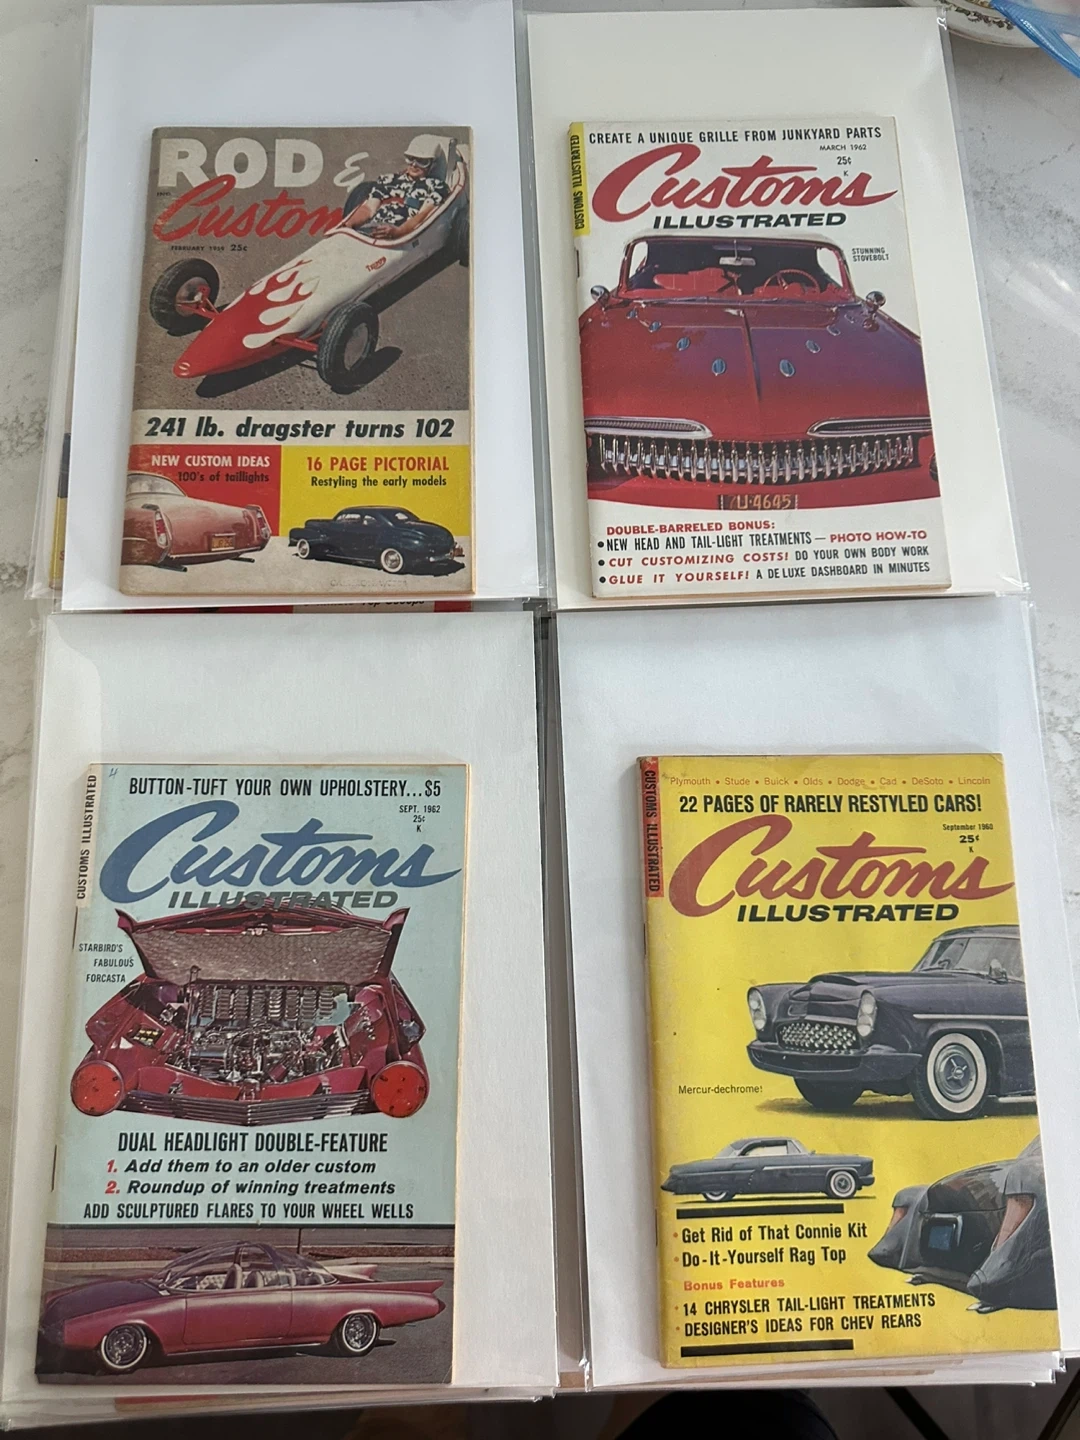 ROD &
Custom
FEBRUARY 1959 25¢
241 lb. dragster turns 102
NEW CUSTOM IDEAS
100's of taillights
16 PAGE PICTORIAL
Restyling the early models
CUSTOMS ILLUSTRATED
CREATE A UNIQUE GRILLE FROM JUNKYARD PARTS
MARCH 1962
25¢
K
Customs
ILLUSTRATED
STUNNING
STOVEBOLT
U·4645
DOUBLE-BARRELED BONUS:
• NEW HEAD AND TAIL-LIGHT TREATMENTS — PHOTO HOW-TO
• CUT CUSTOMIZING COSTS! DO YOUR OWN BODY WORK
• GLUE IT YOURSELF! A DE LUXE DASHBOARD IN MINUTES
4
CUSTOMS ILLUSTRATED
BUTTON-TUFT YOUR OWN UPHOLSTERY...$5
SEPT. 1962
25¢
K
Customs
ILLUSTRATED
STARBIRD'S
FABULOUS
FORCASTA
DUAL HEADLIGHT DOUBLE-FEATURE
1. Add them to an older custom
2. Roundup of winning treatments
ADD SCULPTURED FLARES TO YOUR WHEEL WELLS
CUSTOMS ILLUSTRATED
Plymouth • Stude • Buick • Olds • Dodge • Cad • DeSoto • Lincoln
22 PAGES OF RARELY RESTYLED CARS!
September 1960
25¢
K
Customs
ILLUSTRATED
Mercur-dechrome!
• Get Rid of That Connie Kit
• Do-It-Yourself Rag Top
Bonus Features
• 14 CHRYSLER TAIL-LIGHT TREATMENTS
• DESIGNER'S IDEAS FOR CHEV REARS